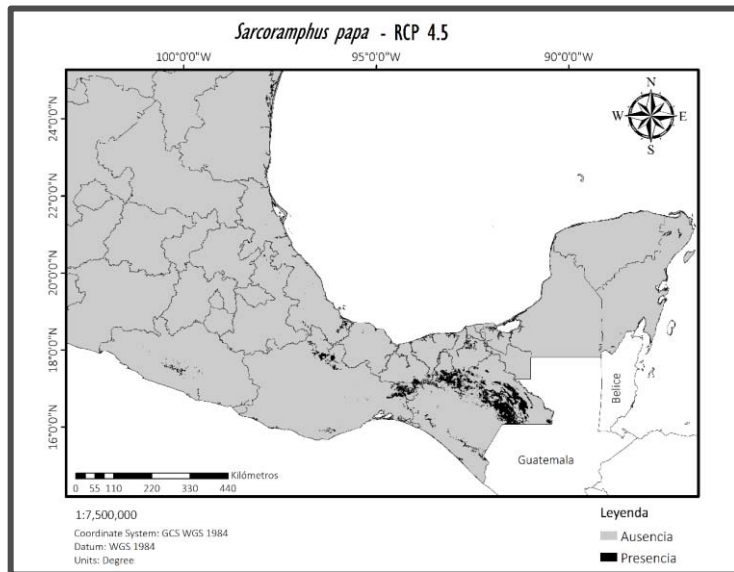 Sarcoramphus papa - RCP 4.5
100°0'0"W 95°0'0"W 90°0'0"W
24°0'0"N
22°0'0"N
20°0'0"N
18°0'0"N
16°0'0"N
N
W E
S
Belice
Guatemala
Kilómetros
0 55 110 220 330 440
1:7,500,000
Coordinate System: GCS WGS 1984
Datum: WGS 1984
Units: Degree
Leyenda
Ausencia
Presencia